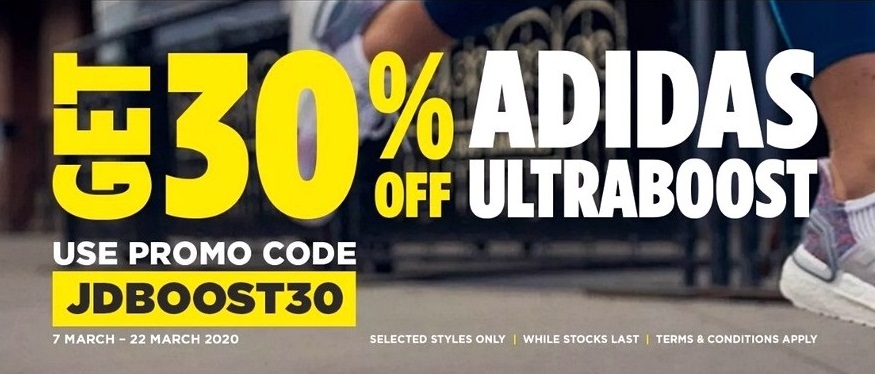 GET 30% OFF ADIDAS ULTRABOOST
USE PROMO CODE
JDBOOST30
7 MARCH – 22 MARCH 2020
SELECTED STYLES ONLY | WHILE STOCKS LAST | TERMS & CONDITIONS APPLY